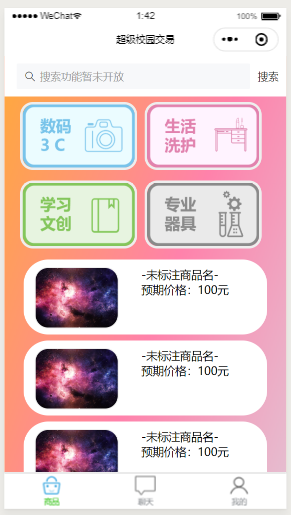 WeChat
1:42
100%
超级校园交易
搜索功能暂未开放
搜索
数码
3 C
生活
洗护
学习
文创
专业
器具
-未标注商品名-
预期价格：100元
-未标注商品名-
预期价格：100元
-未标注商品名-
预期价格：100元
商品
聊天
我的